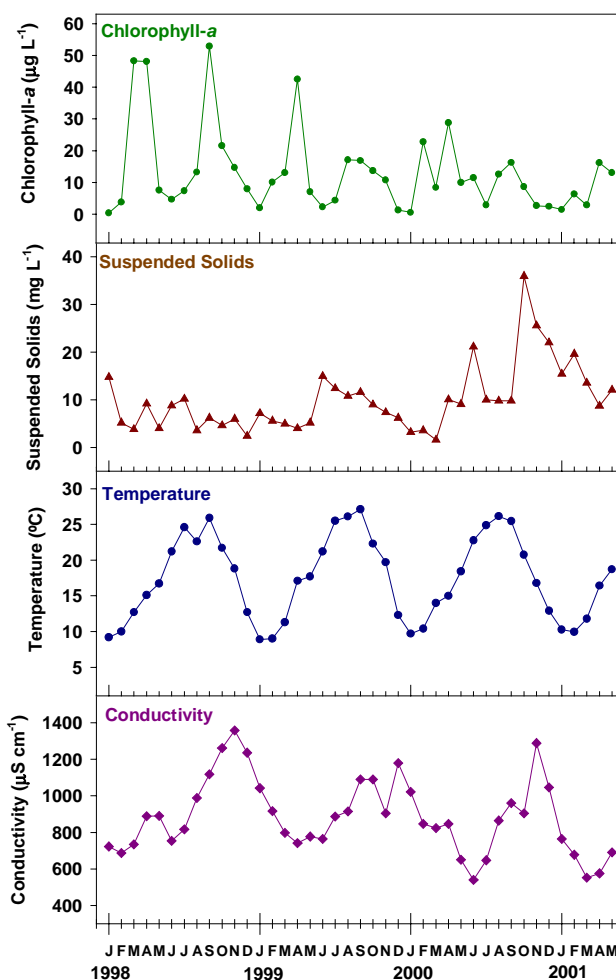 60
50
40
30
20
10
0
Chlorophyll-a (µg L-1)
Chlorophyll-a
40
30
20
10
0
Suspended Solids (mg L-1)
Suspended Solids
30
25
20
15
10
5
Temperature (ºC)
Temperature
1400
1200
1000
800
600
400
Conductivity (µS cm-1)
Conductivity
J F M A M J J A S O N D J F M A M J J A S O N D J F M A M J J A S O N D J F M A M
1998 1999 2000 2001